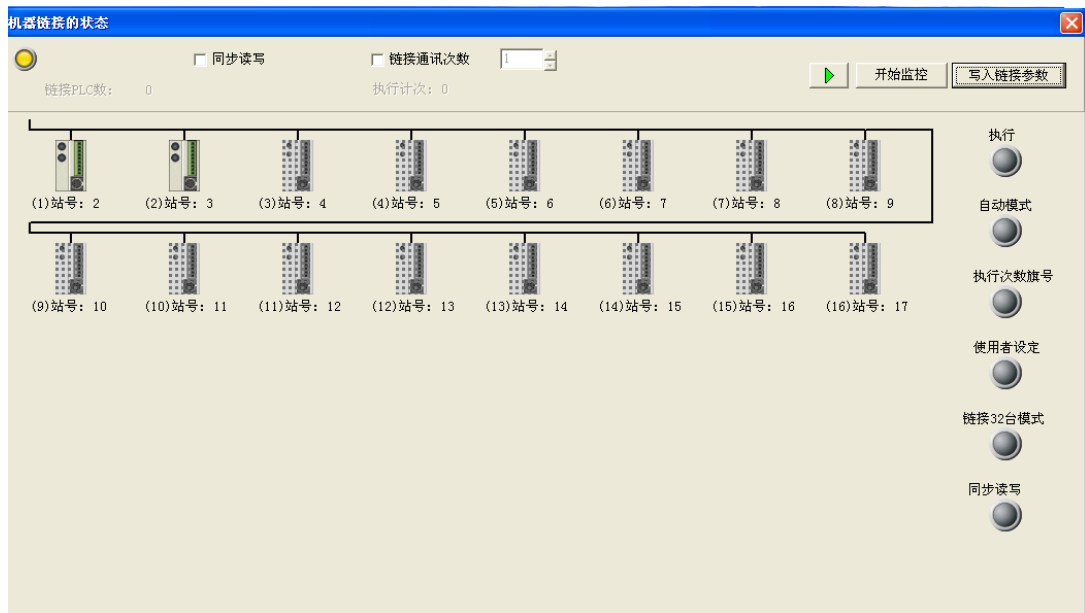 机器链接的状态
同步读写 链接通讯次数 1
开始监控 写入链接参数
链接PLC数： 0 执行计次：0
执行
(1)站号：2 (2)站号：3 (3)站号：4 (4)站号：5 (5)站号：6 (6)站号：7 (7)站号：8 (8)站号：9
自动模式
执行次数旗号
(9)站号：10 (10)站号：11 (11)站号：12 (12)站号：13 (13)站号：14 (14)站号：15 (15)站号：16 (16)站号：17
使用者设定
链接32台模式
同步读写